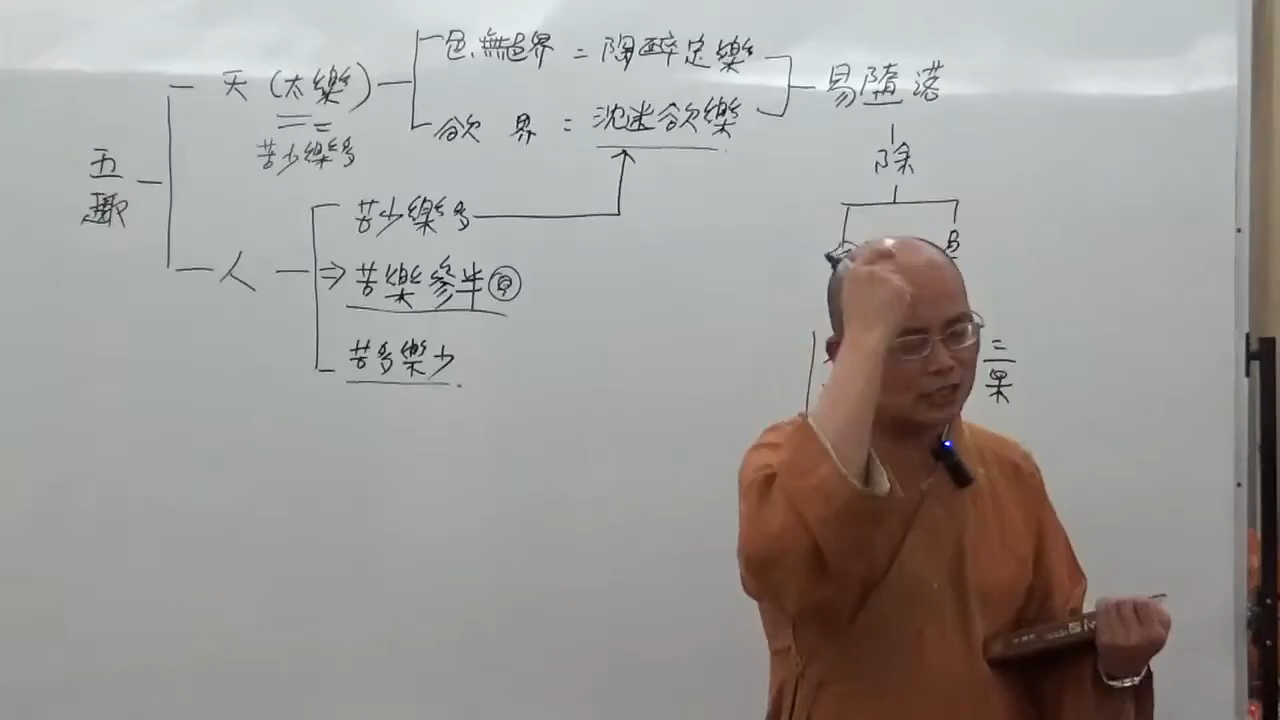 五趣
天(太樂)
苦少樂多
色、無色界 = 陶醉定樂
欲 界 = 沈迷欲樂
易墮落
除
B
三果
人
苦少樂多
⇒ 苦樂參半
苦多樂少